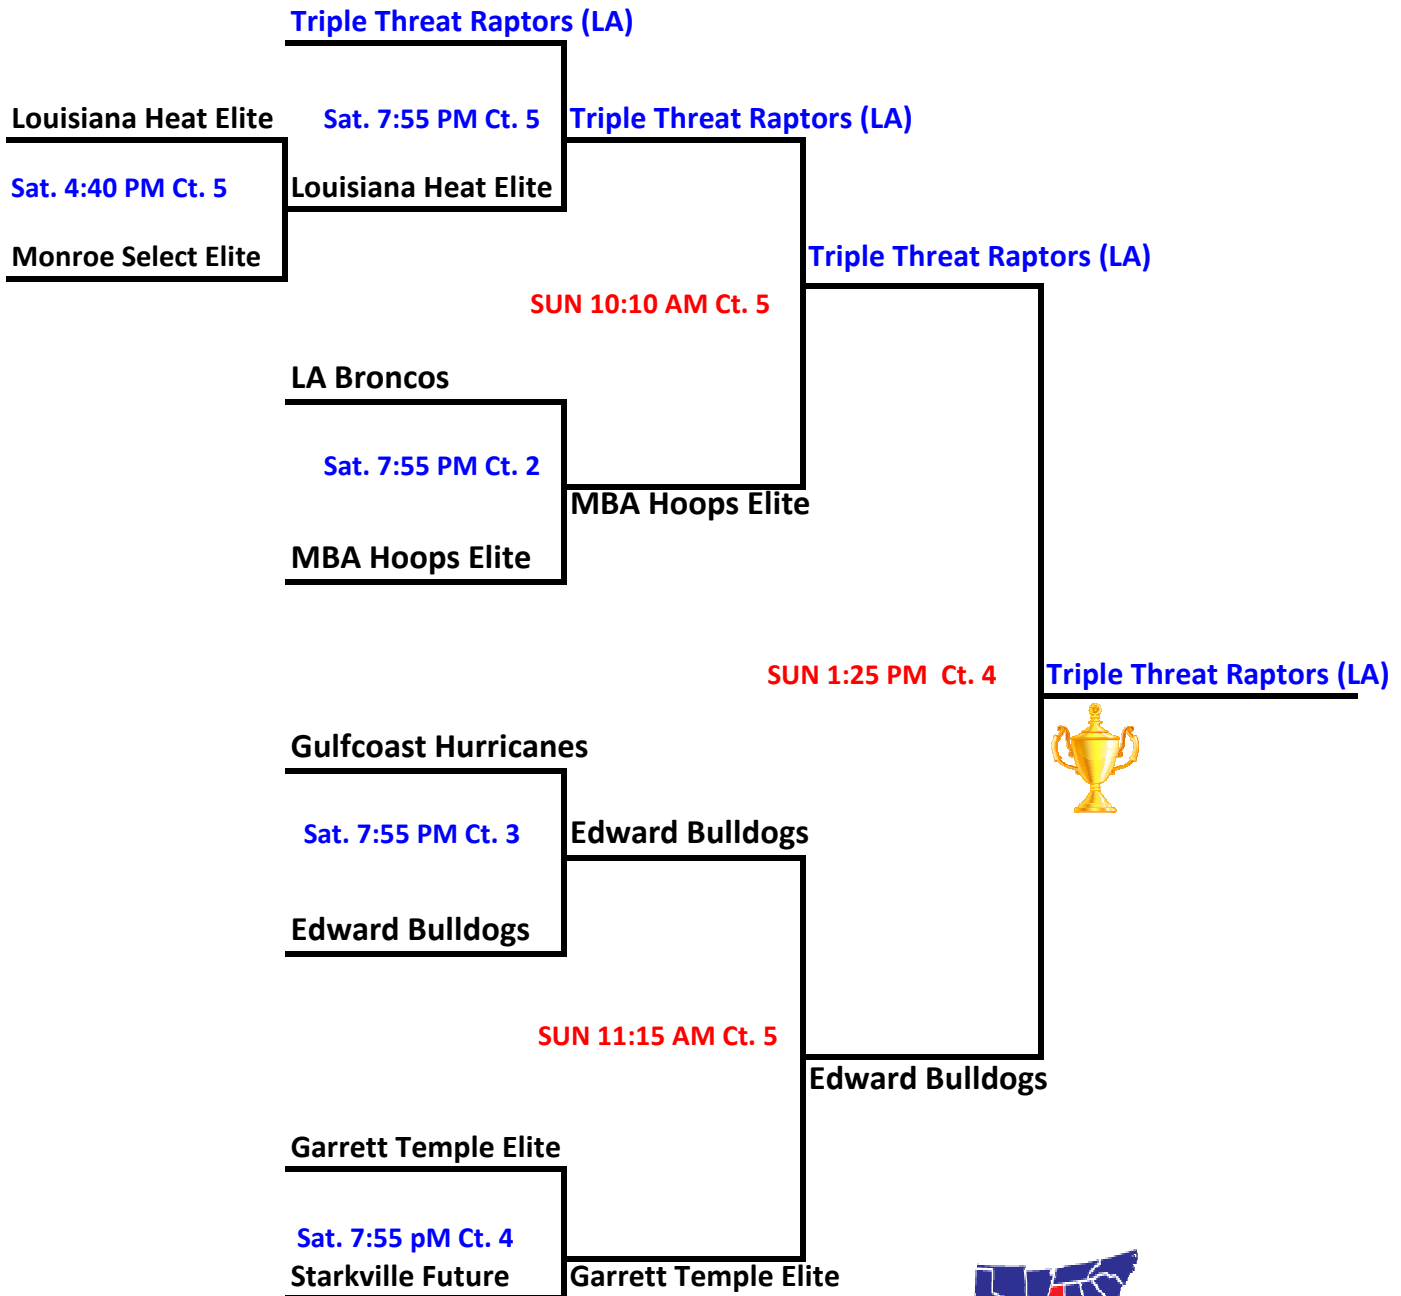 Triple Threat Raptors (LA)
Louisiana Heat Elite
Sat. 7:55 PM Ct. 5
Triple Threat Raptors (LA)
Sat. 4:40 PM Ct. 5
Louisiana Heat Elite
Monroe Select Elite
Triple Threat Raptors (LA)
SUN 10:10 AM Ct. 5
LA Broncos
Sat. 7:55 PM Ct. 2
MBA Hoops Elite
MBA Hoops Elite
SUN 1:25 PM  Ct. 4
Triple Threat Raptors (LA)
Gulfcoast Hurricanes
Sat. 7:55 PM Ct. 3
Edward Bulldogs
Edward Bulldogs
SUN 11:15 AM Ct. 5
Edward Bulldogs
Garrett Temple Elite
Sat. 7:55 pM Ct. 4
Starkville Future
Garrett Temple Elite